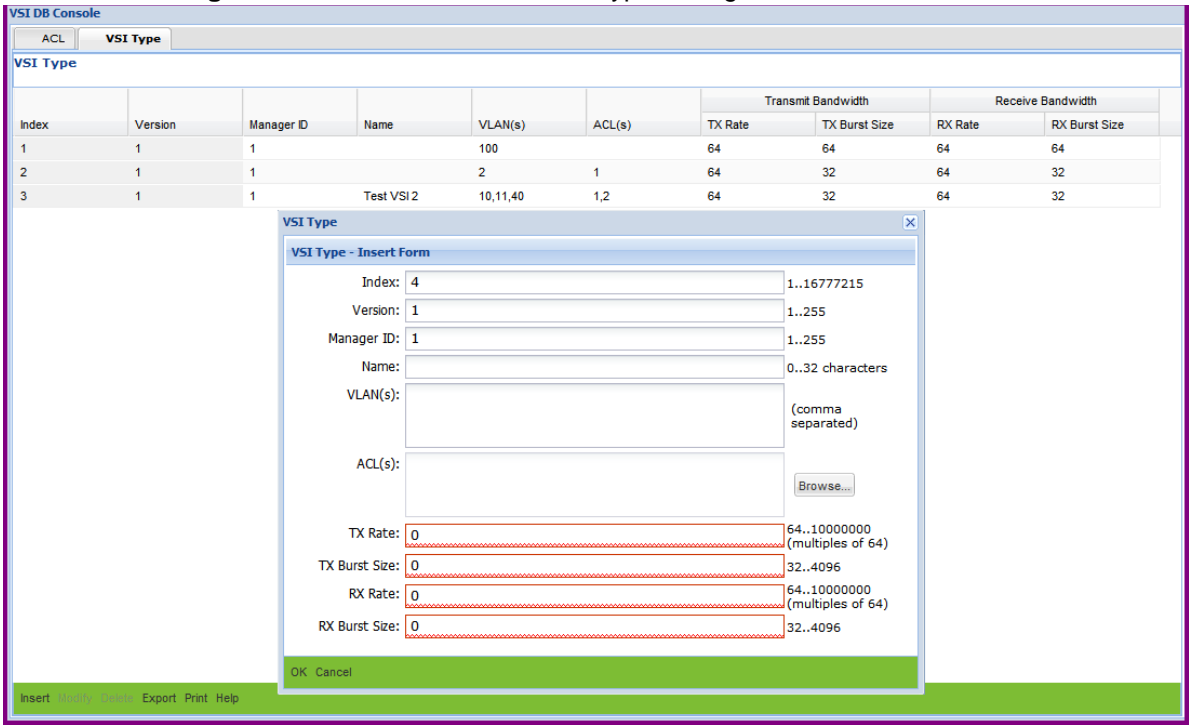 VSI DB Console
ACL VSI Type
VSI Type
Transmit Bandwidth Receive Bandwidth
Index Version Manager ID Name VLAN(s) ACL(s) TX Rate TX Burst Size RX Rate RX Burst Size
1 1 1 100 64 64 64 64
2 1 1 2 1 64 32 64 32
3 1 1 Test VSI 2 10,11,40 1,2 64 32 64 32
VSI Type
VSI Type - Insert Form
Index: 4 1..16777215
Version: 1 1..255
Manager ID: 1 1..255
Name: 0..32 characters
VLAN(s): (comma
separated)
ACL(s):
Browse...
TX Rate: 0 64..10000000
(multiples of 64)
TX Burst Size: 0 32..4096
RX Rate: 0 64..10000000
(multiples of 64)
RX Burst Size: 0 32..4096
OK Cancel
Insert Modify Delete Export Print Help